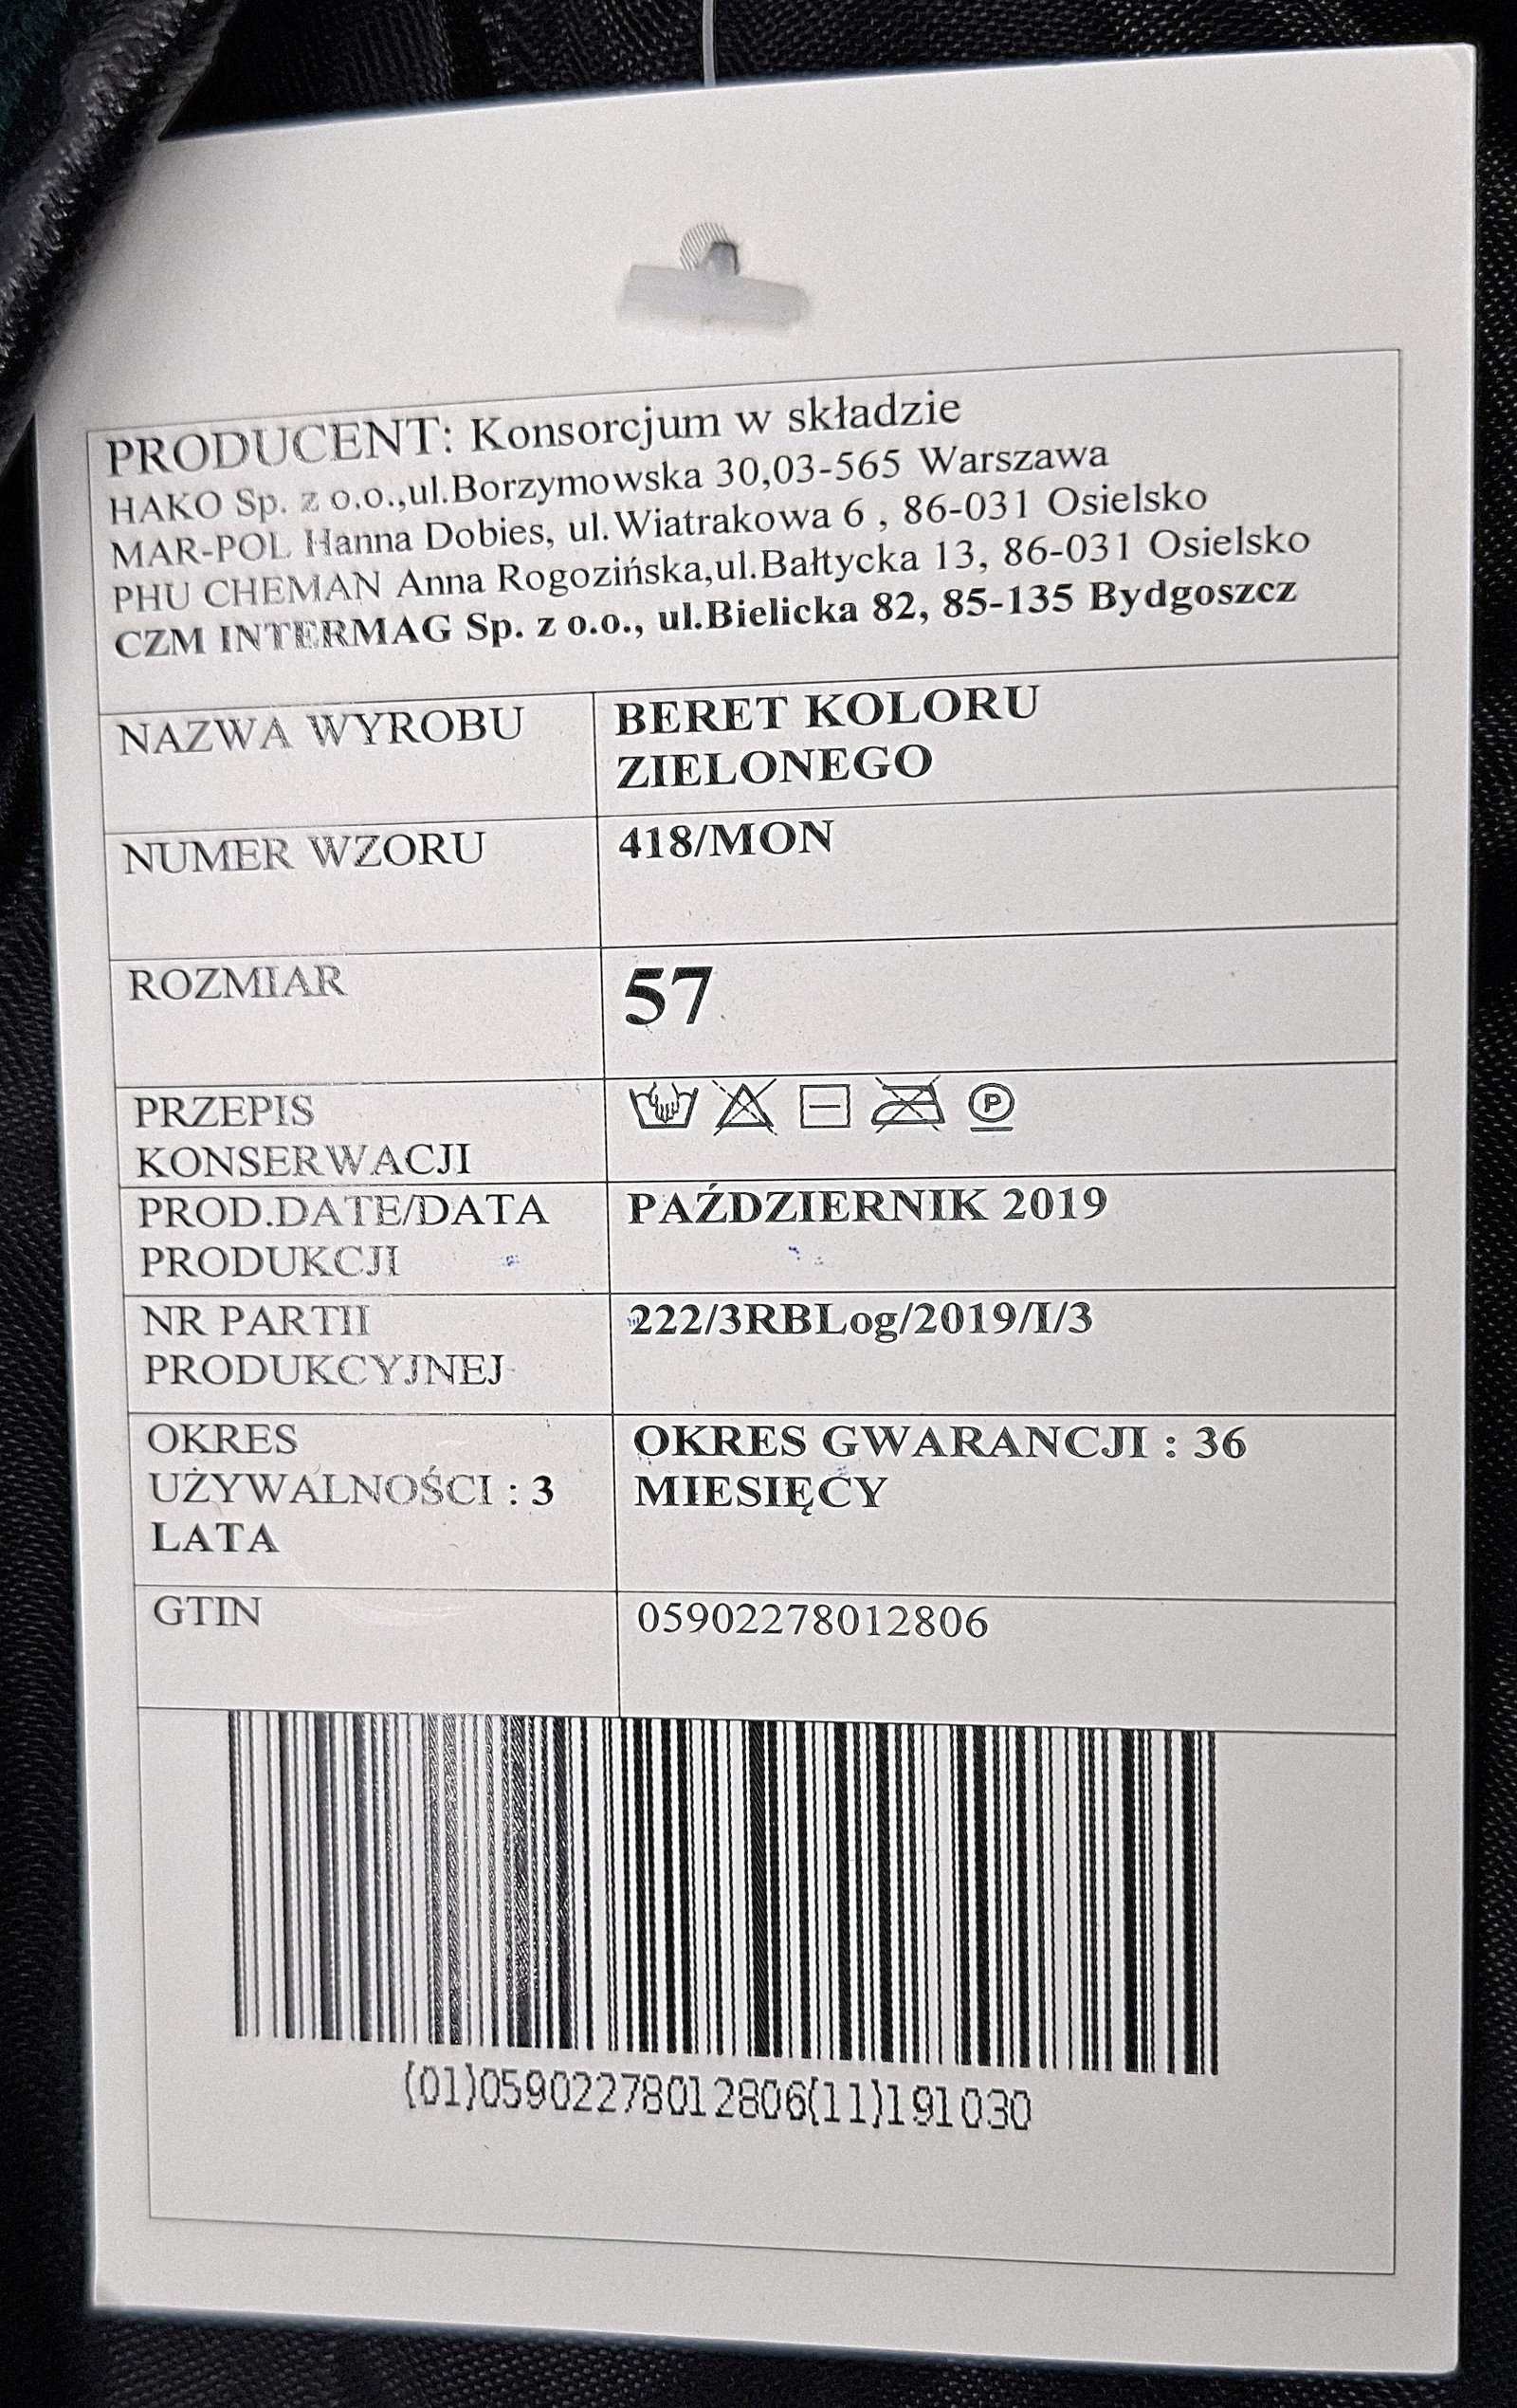 PRODUCENT: Konsorcjum w składzie
HAKO Sp. z o.o.,ul.Borzymowska 30,03-565 Warszawa
MAR-POL Hanna Dobies, ul.Wiatrakowa 6 , 86-031 Osielsko
PHU CHEMAN Anna Rogozińska,ul.Bałtycka 13, 86-031 Osielsko
CZM INTERMAG Sp. z o.o., ul.Bielicka 82, 85-135 Bydgoszcz
NAZWA WYROBU
BERET KOLORU
ZIELONEGO
NUMER WZORU
418/MON
ROZMIAR
57
PRZEPIS
KONSERWACJI
P
PROD.DATE/DATA
PRODUKCJI
PAŹDZIERNIK 2019
NR PARTII
PRODUKCYJNEJ
222/3RBLog/2019/I/3
OKRES
UŻYWALNOŚCI : 3
LATA
OKRES GWARANCJI : 36
MIESIĘCY
GTIN
05902278012806
(01)05902278012806(11)191030